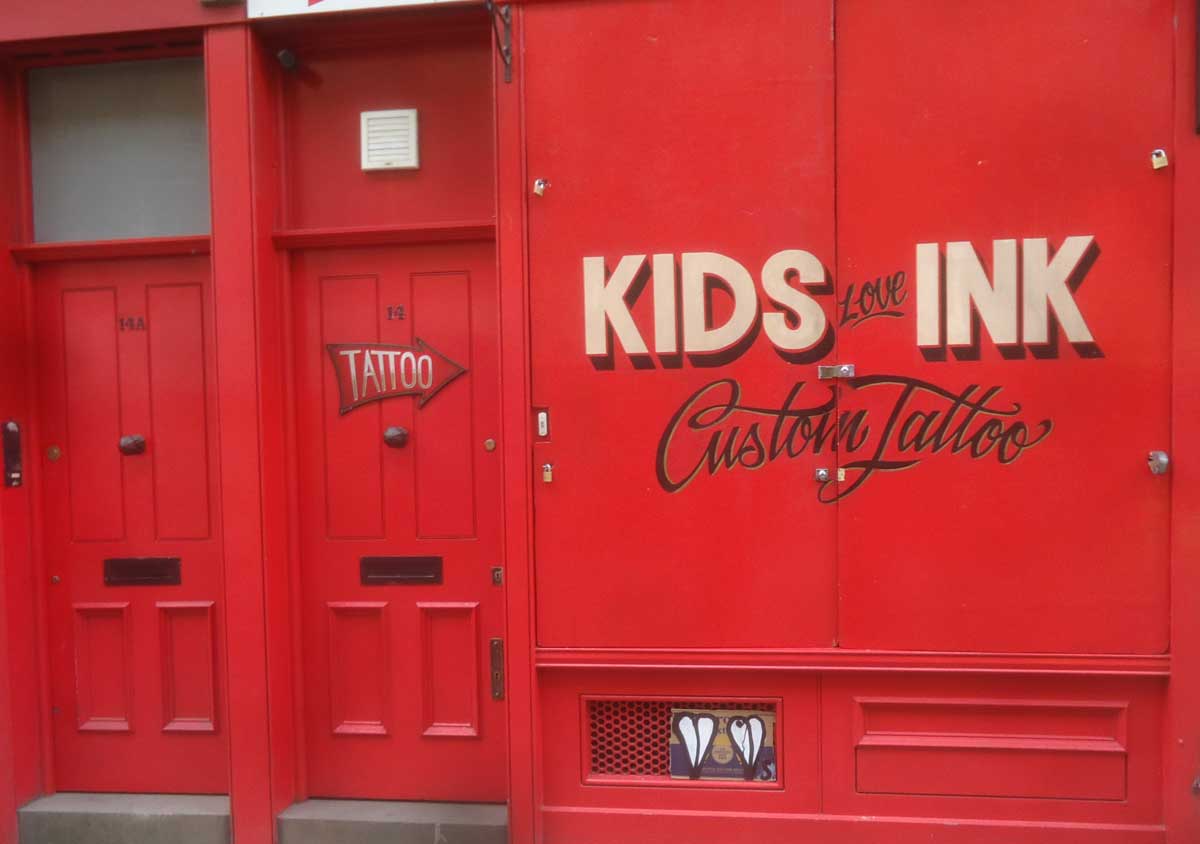 14A
14
TATTOO
KIDS Love INK
Custom Tattoo